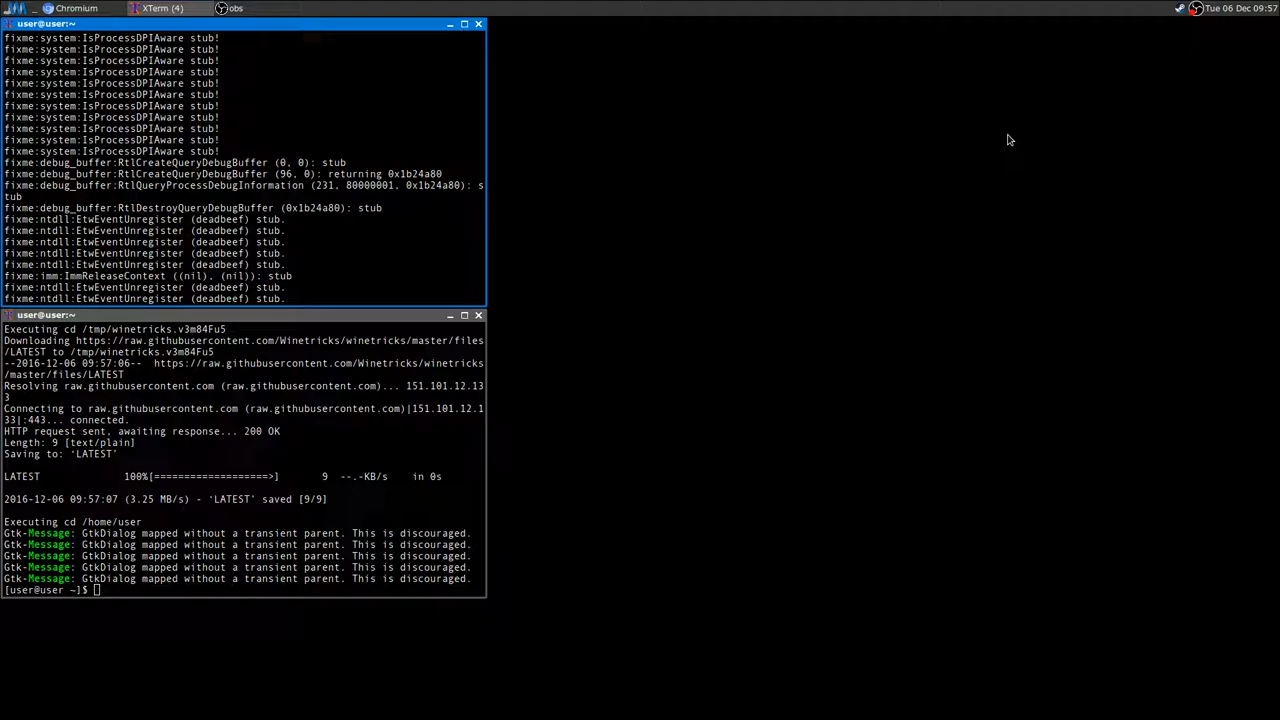 Chromium
XTerm (4)
obs
Tue 06 Dec 09:57
user@user:~
fixme:system:IsProcessDPIAware stub!
fixme:system:IsProcessDPIAware stub!
fixme:system:IsProcessDPIAware stub!
fixme:system:IsProcessDPIAware stub!
fixme:system:IsProcessDPIAware stub!
fixme:system:IsProcessDPIAware stub!
fixme:system:IsProcessDPIAware stub!
fixme:system:IsProcessDPIAware stub!
fixme:system:IsProcessDPIAware stub!
fixme:system:IsProcessDPIAware stub!
fixme:system:IsProcessDPIAware stub!
fixme:debug_buffer:RtlCreateQueryDebugBuffer (0, 0): stub
fixme:debug_buffer:RtlCreateQueryDebugBuffer (96, 0): returning 0x1b24a80
fixme:debug_buffer:RtlQueryProcessDebugInformation (231, 80000001, 0x1b24a80): s
tub
fixme:debug_buffer:RtlDestroyQueryDebugBuffer (0x1b24a80): stub
fixme:ntdll:EtwEventUnregister (deadbeef) stub.
fixme:ntdll:EtwEventUnregister (deadbeef) stub.
fixme:ntdll:EtwEventUnregister (deadbeef) stub.
fixme:ntdll:EtwEventUnregister (deadbeef) stub.
fixme:ntdll:EtwEventUnregister (deadbeef) stub.
fixme:imm:ImmReleaseContext ((nil), (nil)): stub
fixme:ntdll:EtwEventUnregister (deadbeef) stub.
fixme:ntdll:EtwEventUnregister (deadbeef) stub.
user@user:~
Executing cd /tmp/winetricks.v3m84Fu5
Downloading https://raw.githubusercontent.com/Winetricks/winetricks/master/files
/LATEST to /tmp/winetricks.v3m84Fu5
--2016-12-06 09:57:06--  https://raw.githubusercontent.com/Winetricks/winetricks
/master/files/LATEST
Resolving raw.githubusercontent.com (raw.githubusercontent.com)... 151.101.12.13
3
Connecting to raw.githubusercontent.com (raw.githubusercontent.com)|151.101.12.1
33|:443... connected.
HTTP request sent, awaiting response... 200 OK
Length: 9 [text/plain]
Saving to: ‘LATEST’
LATEST 100%[===================>] 9 --.-KB/s in 0s
2016-12-06 09:57:07 (3.25 MB/s) - ‘LATEST’ saved [9/9]
Executing cd /home/user
Gtk-Message: GtkDialog mapped without a transient parent. This is discouraged.
Gtk-Message: GtkDialog mapped without a transient parent. This is discouraged.
Gtk-Message: GtkDialog mapped without a transient parent. This is discouraged.
Gtk-Message: GtkDialog mapped without a transient parent. This is discouraged.
Gtk-Message: GtkDialog mapped without a transient parent. This is discouraged.
[user@user ~]$